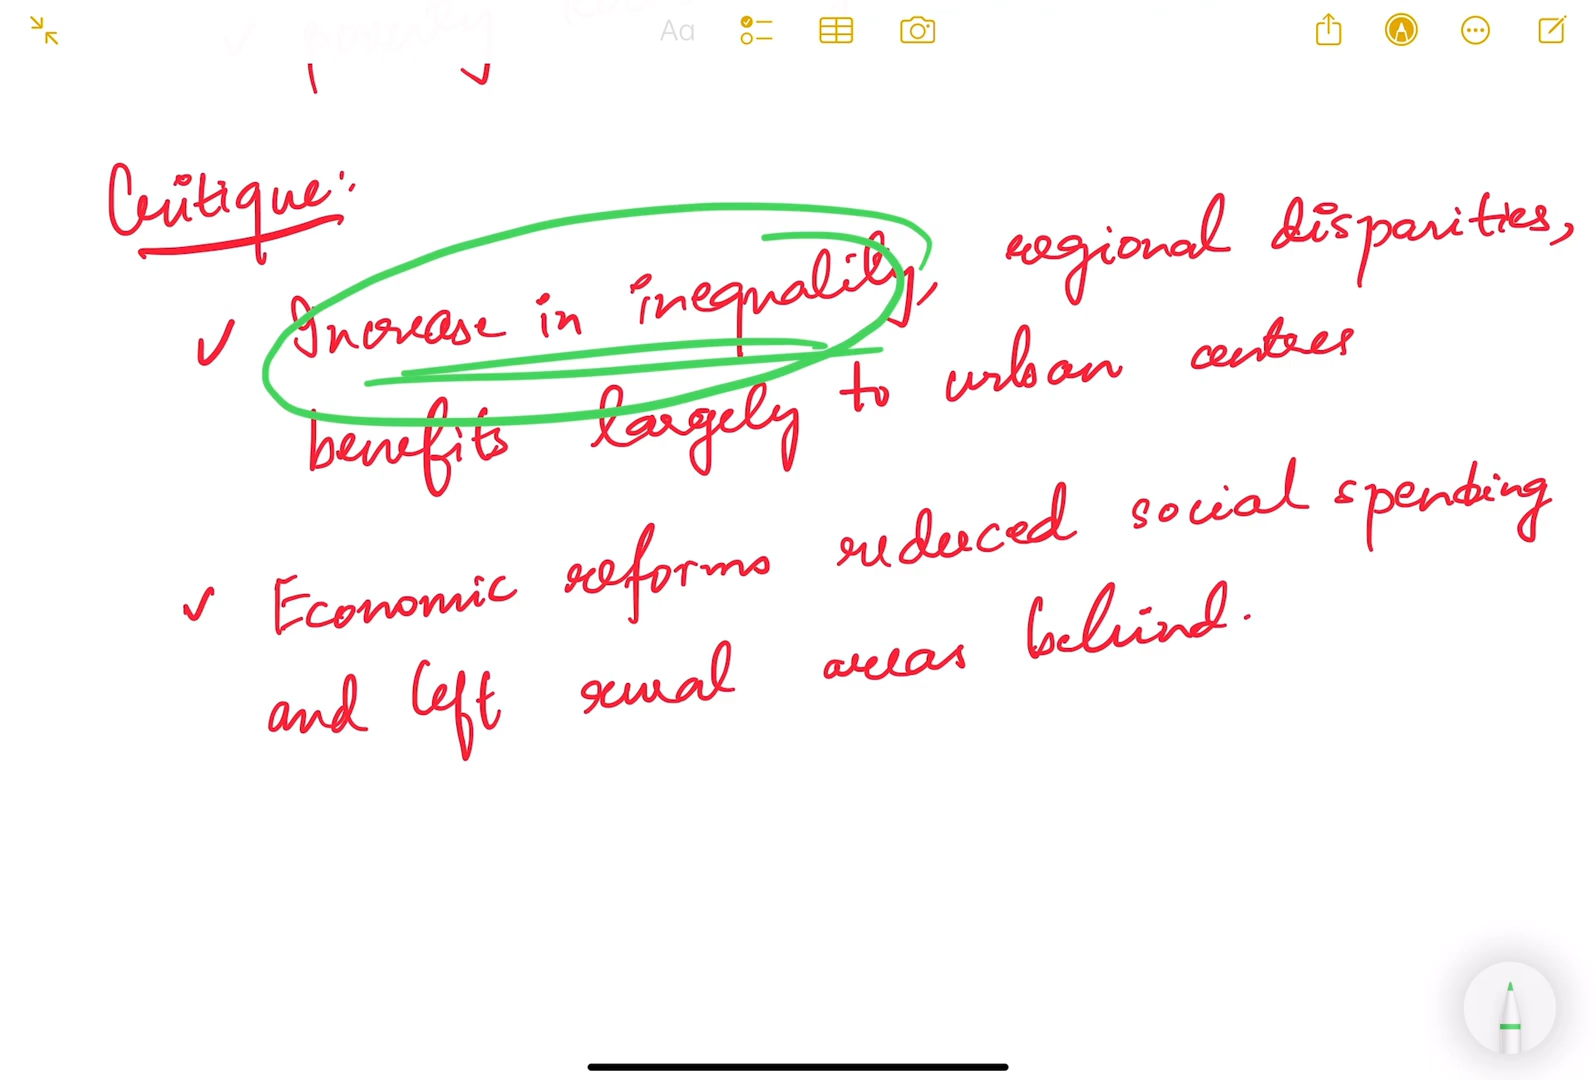 Aa
Critique:
✓ Increase in inequality, regional disparities,
benefits largely to urban centres
✓ Economic reforms reduced social spending
and left rural areas behind.